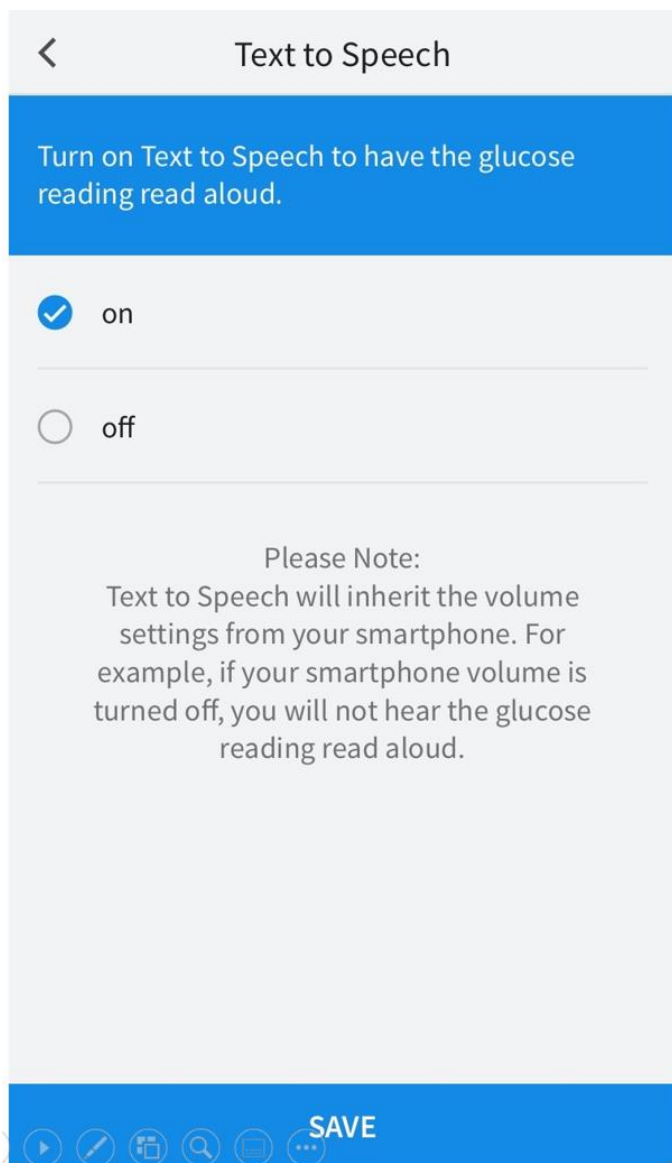 Text to Speech
Turn on Text to Speech to have the glucose
reading read aloud.
on
off
Please Note:
Text to Speech will inherit the volume
settings from your smartphone. For
example, if your smartphone volume is
turned off, you will not hear the glucose
reading read aloud.
SAVE